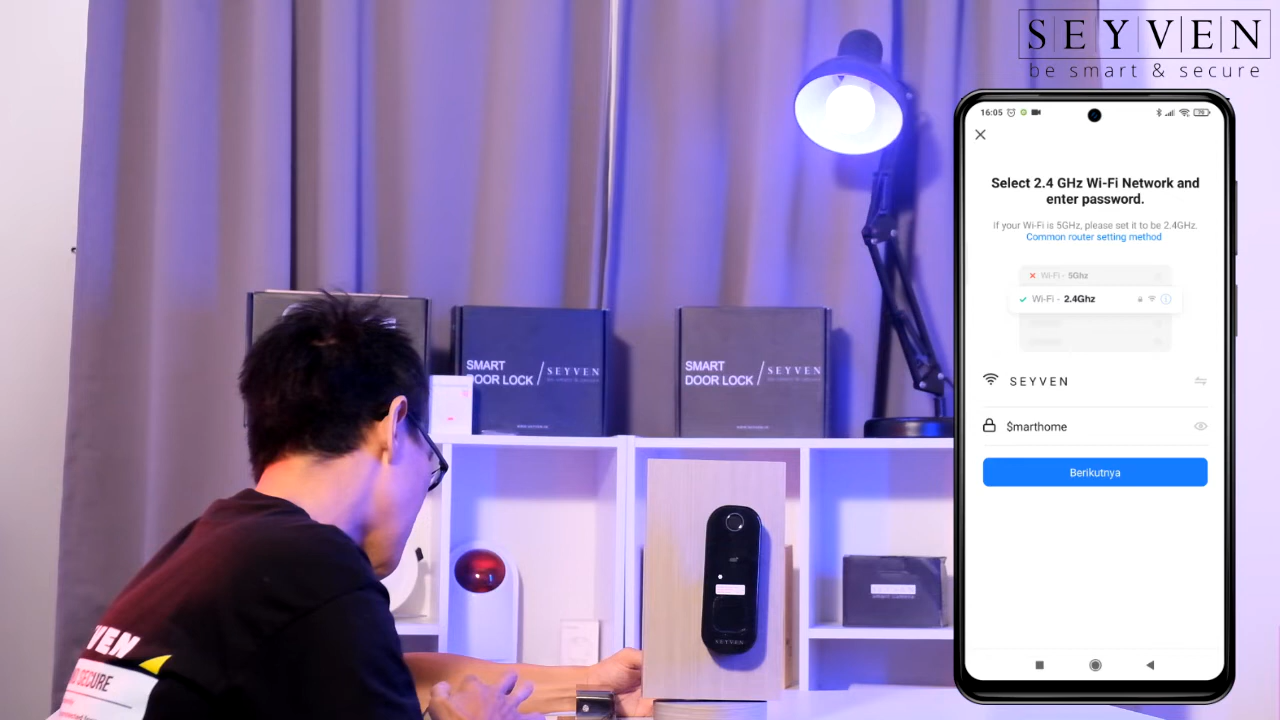 SEYVEN
be smart & secure
16:05
Select 2.4 GHz Wi-Fi Network and
enter password.
If your Wi-Fi is 5GHz, please set it to be 2.4GHz.
Common router setting method
Wi-Fi - 5Ghz
Wi-Fi - 2.4Ghz
SEYVEN
$marthome
Berikutnya
SMART
DOOR LOCK
SEYVEN
SMART
DOOR LOCK
SEYVEN
SEYVEN
SECURE